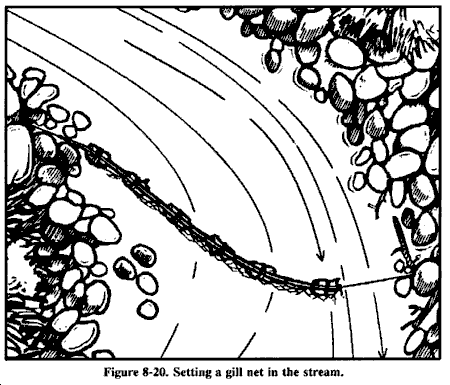 Figure 8-20. Setting a gill net in the stream.